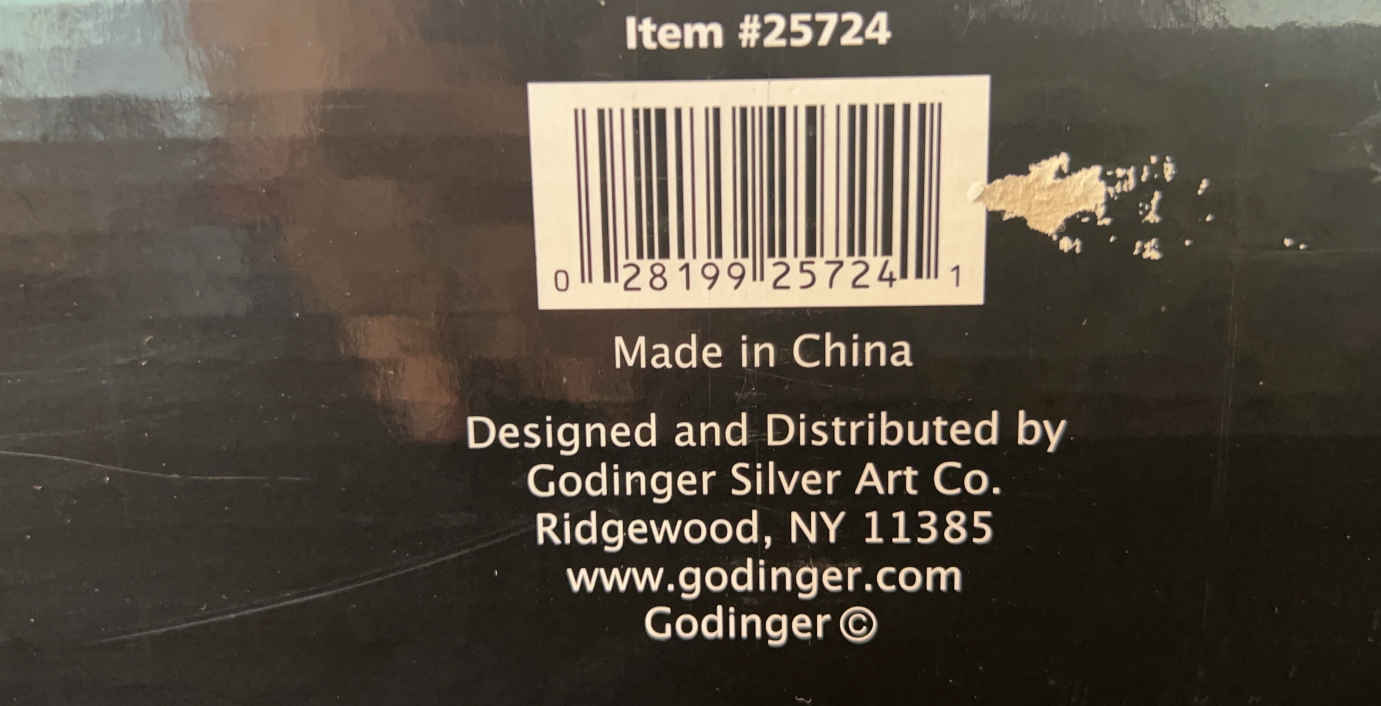 Item #25724
0 28199 25724 1
Made in China
Designed and Distributed by
Godinger Silver Art Co.
Ridgewood, NY 11385
www.godinger.com
Godinger ©